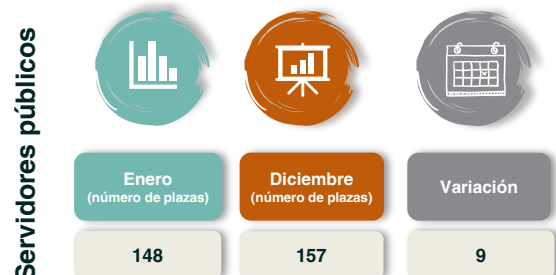 Servidores públicos
Enero
(número de plazas)
Diciembre
(número de plazas)
Variación
148
157
9